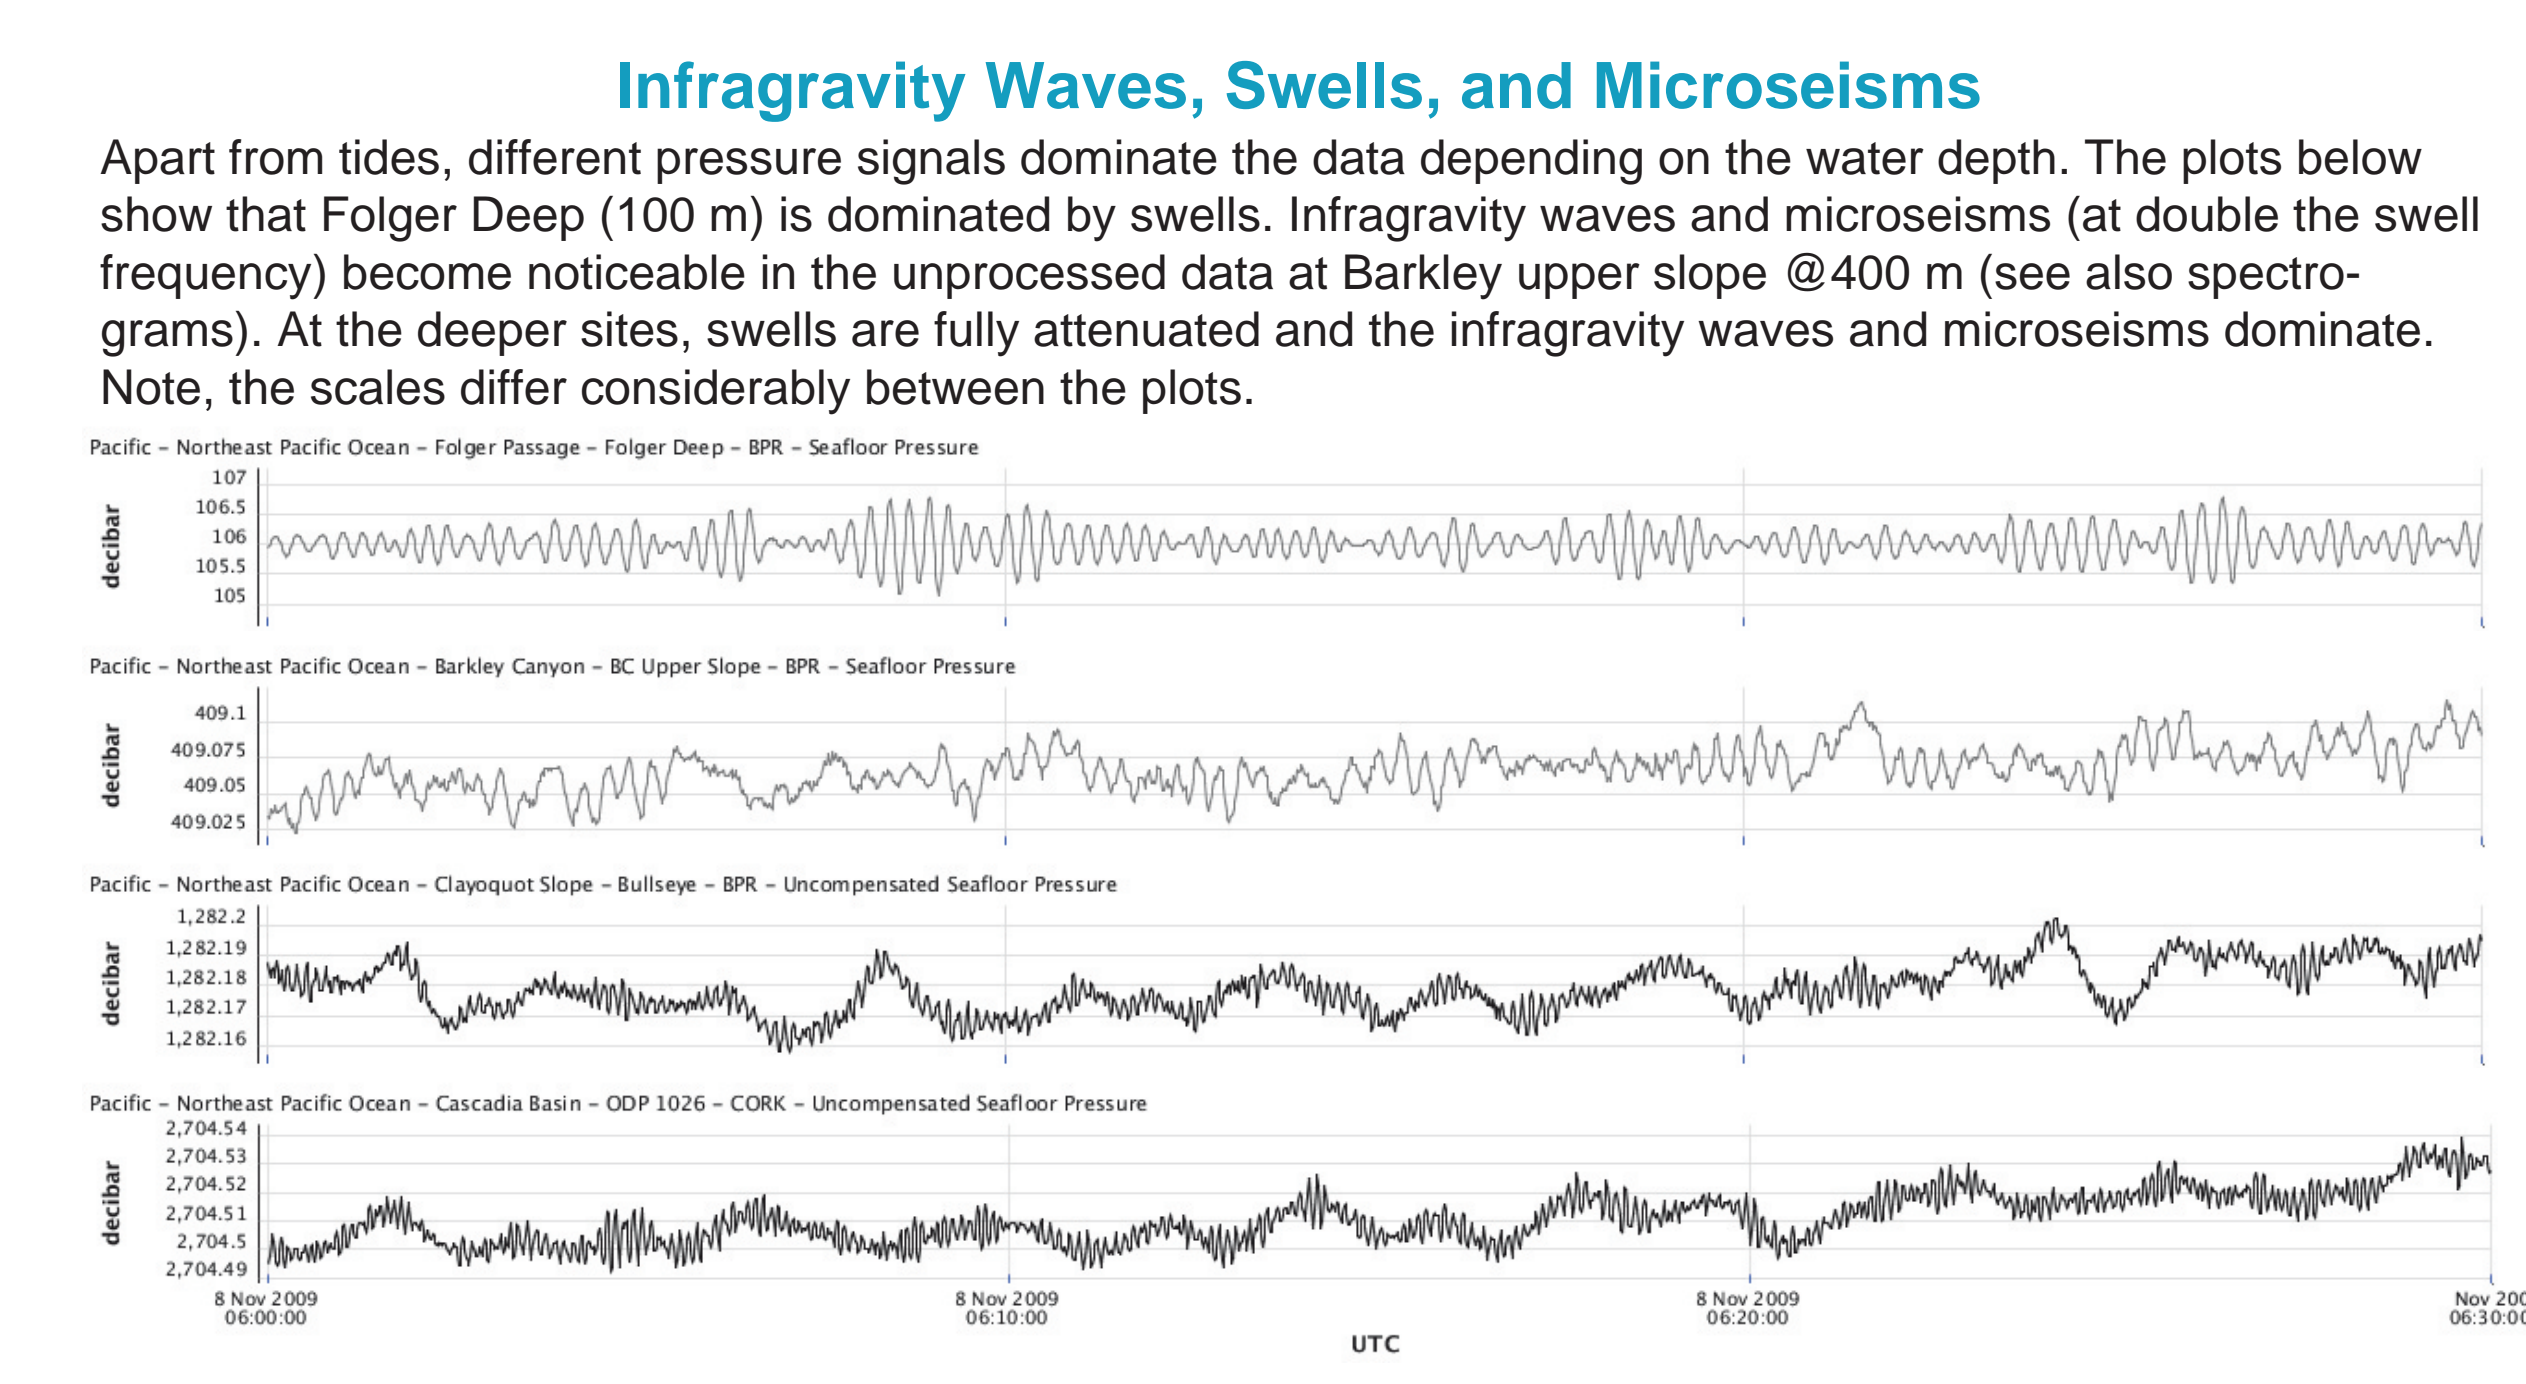 Infragravity Waves, Swells, and Microseisms
Apart from tides, different pressure signals dominate the data depending on the water depth. The plots below
show that Folger Deep (100 m) is dominated by swells. Infragravity waves and microseisms (at double the swell
frequency) become noticeable in the unprocessed data at Barkley upper slope @400 m (see also spectro-
grams). At the deeper sites, swells are fully attenuated and the infragravity waves and microseisms dominate.
Note, the scales differ considerably between the plots.
Pacific – Northeast Pacific Ocean – Folger Passage – Folger Deep – BPR – Seafloor Pressure
decibar
107
106.5
106
105.5
105
Pacific – Northeast Pacific Ocean – Barkley Canyon – BC Upper Slope – BPR – Seafloor Pressure
decibar
409.1
409.075
409.05
409.025
Pacific – Northeast Pacific Ocean – Clayoquot Slope – Bullseye – BPR – Uncompensated Seafloor Pressure
decibar
1,282.2
1,282.19
1,282.18
1,282.17
1,282.16
Pacific – Northeast Pacific Ocean – Cascadia Basin – ODP 1026 – CORK – Uncompensated Seafloor Pressure
decibar
2,704.54
2,704.53
2,704.52
2,704.51
2,704.5
2,704.49
8 Nov 2009 8 Nov 2009 8 Nov 2009 Nov 200
06:00:00 06:10:00 06:20:00 06:30:00
UTC